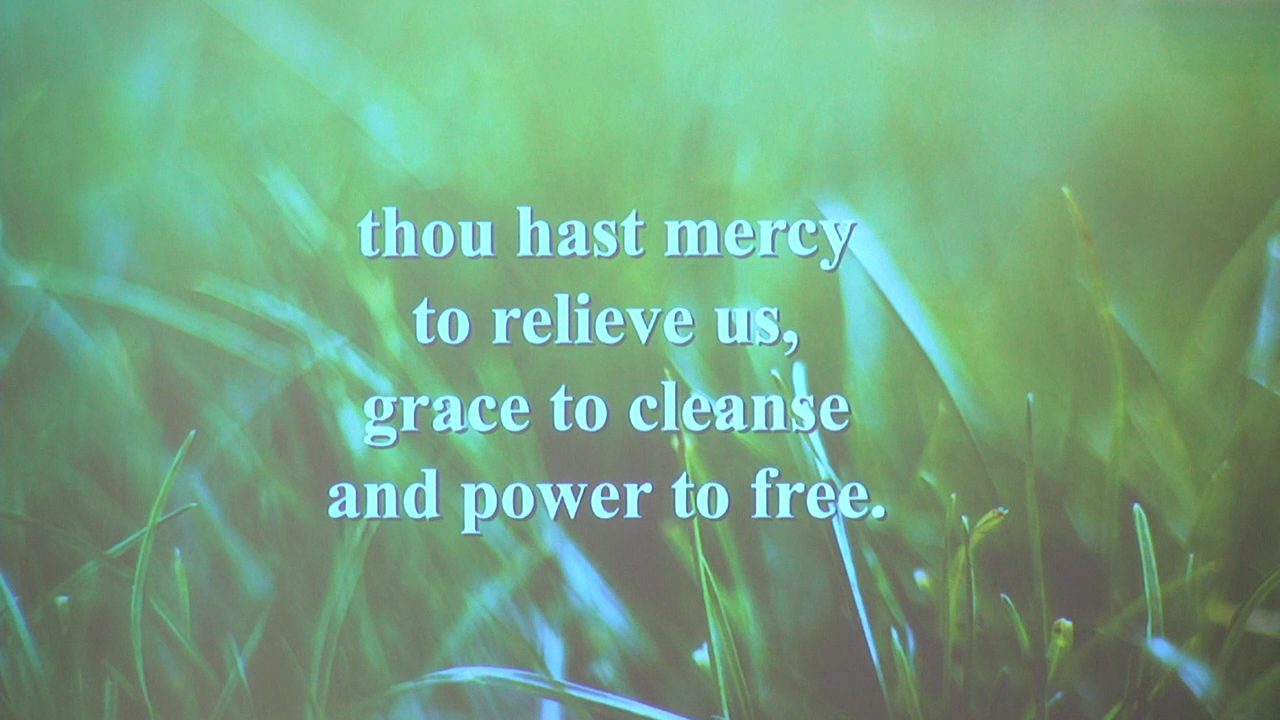 thou hast mercy
to relieve us,
grace to cleanse
and power to free.